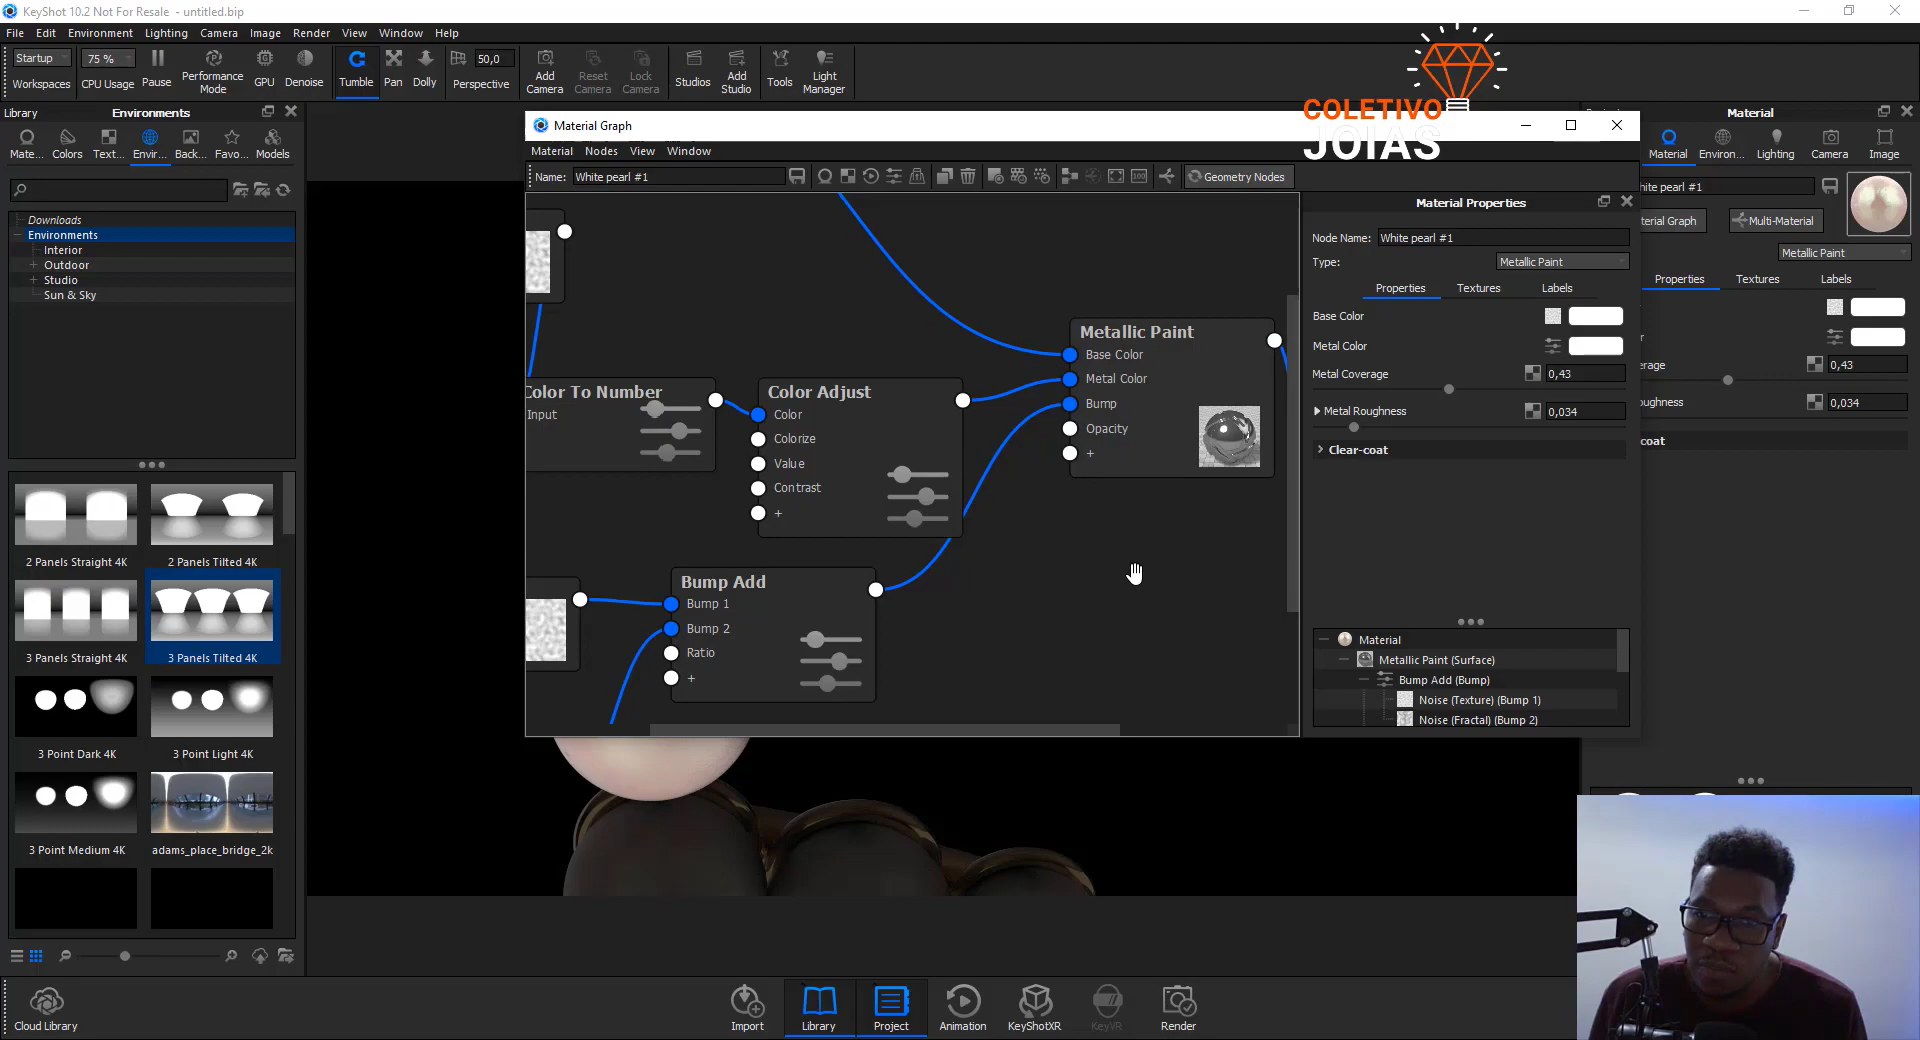 KeyShot 10.2 Not For Resale - untitled.bip
File Edit Environment Lighting Camera Image Render View Window Help
Startup
Workspaces
75 %
CPU Usage
Pause
Performance Mode
GPU
Denoise
Tumble
Pan
Dolly
50,0
Perspective
Add Camera
Reset Camera
Lock Camera
Studios
Add Studio
Tools
Light Manager
COLETIVO
JOIAS
Library
Environments
Mate... Colors Text... Envir... Back... Favo... Models
Downloads
Environments
Interior
Outdoor
Studio
Sun & Sky
2 Panels Straight 4K
2 Panels Tilted 4K
3 Panels Straight 4K
3 Panels Tilted 4K
3 Point Dark 4K
3 Point Light 4K
3 Point Medium 4K
adams_place_bridge_2k
Material Graph
Material Nodes View Window
Name: White pearl #1
100
Geometry Nodes
Color To Number
Input
Color Adjust
Color
Colorize
Value
Contrast
+
Bump Add
Bump 1
Bump 2
Ratio
+
Metallic Paint
Base Color
Metal Color
Bump
Opacity
+
Material Properties
Node Name: White pearl #1
Type: Metallic Paint
Properties Textures Labels
Base Color
Metal Color
Metal Coverage 0,43
Metal Roughness 0,034
Clear-coat
Material
Metallic Paint (Surface)
Bump Add (Bump)
Noise (Texture) (Bump 1)
Noise (Fractal) (Bump 2)
Material
Material Environ... Lighting Camera Image
hite pearl #1
terial Graph
Multi-Material
Metallic Paint
Properties Textures Labels
r
erage 0,43
ughness 0,034
coat
Cloud Library
Import
Library
Project
Animation
KeyShotXR
KeyVR
Render